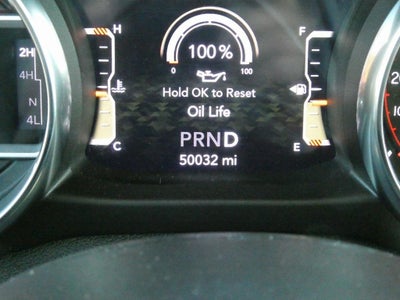 H
F
2H
4H
N
4L
100 %
0
100
Hold OK to Reset
Oil Life
C
E
PRND
50032 mi